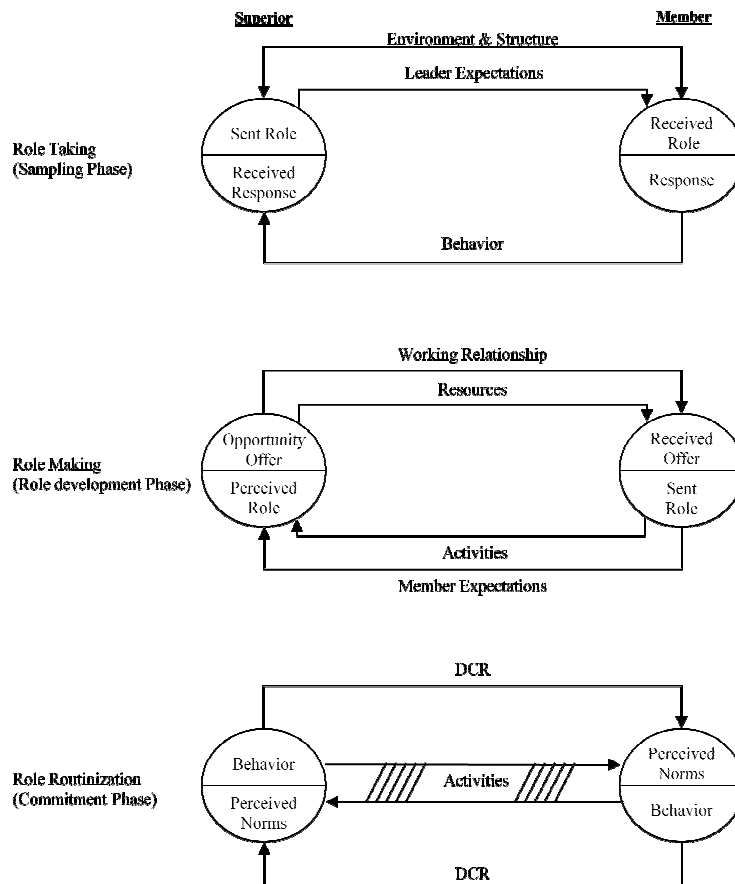 Superior
Member
Environment & Structure
Leader Expectations
Role Taking
(Sampling Phase)
Sent Role
Received
Response
Received
Role
Response
Behavior
Working Relationship
Resources
Role Making
(Role development Phase)
Opportunity
Offer
Perceived
Role
Received
Offer
Sent
Role
Activities
Member Expectations
DCR
Role Routinization
(Commitment Phase)
Behavior
Perceived
Norms
Activities
Perceived
Norms
Behavior
DCR